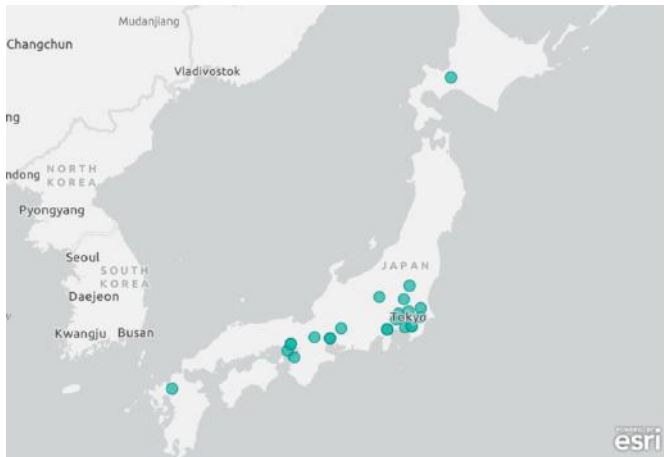 Mudanjiang
Changchun
Vladivostok
ng
NORTH
KOREA
ndong
Pyongyang
Seoul
SOUTH
KOREA
JAPAN
Daejeon
Tokyo
Kwangju
Busan
esri